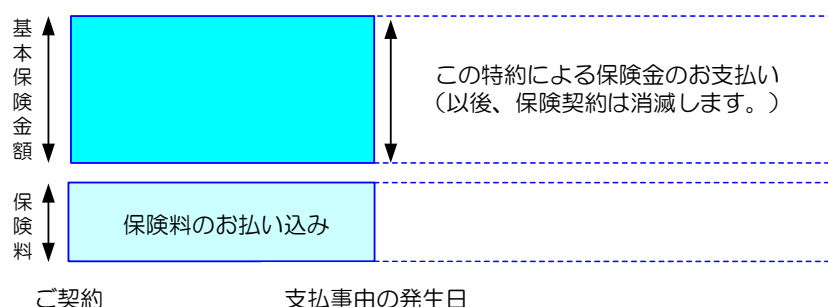 基本保険金額
この特約による保険金のお支払い
（以後、保険契約は消滅します。）
保険料
保険料のお払い込み
ご契約
支払事由の発生日